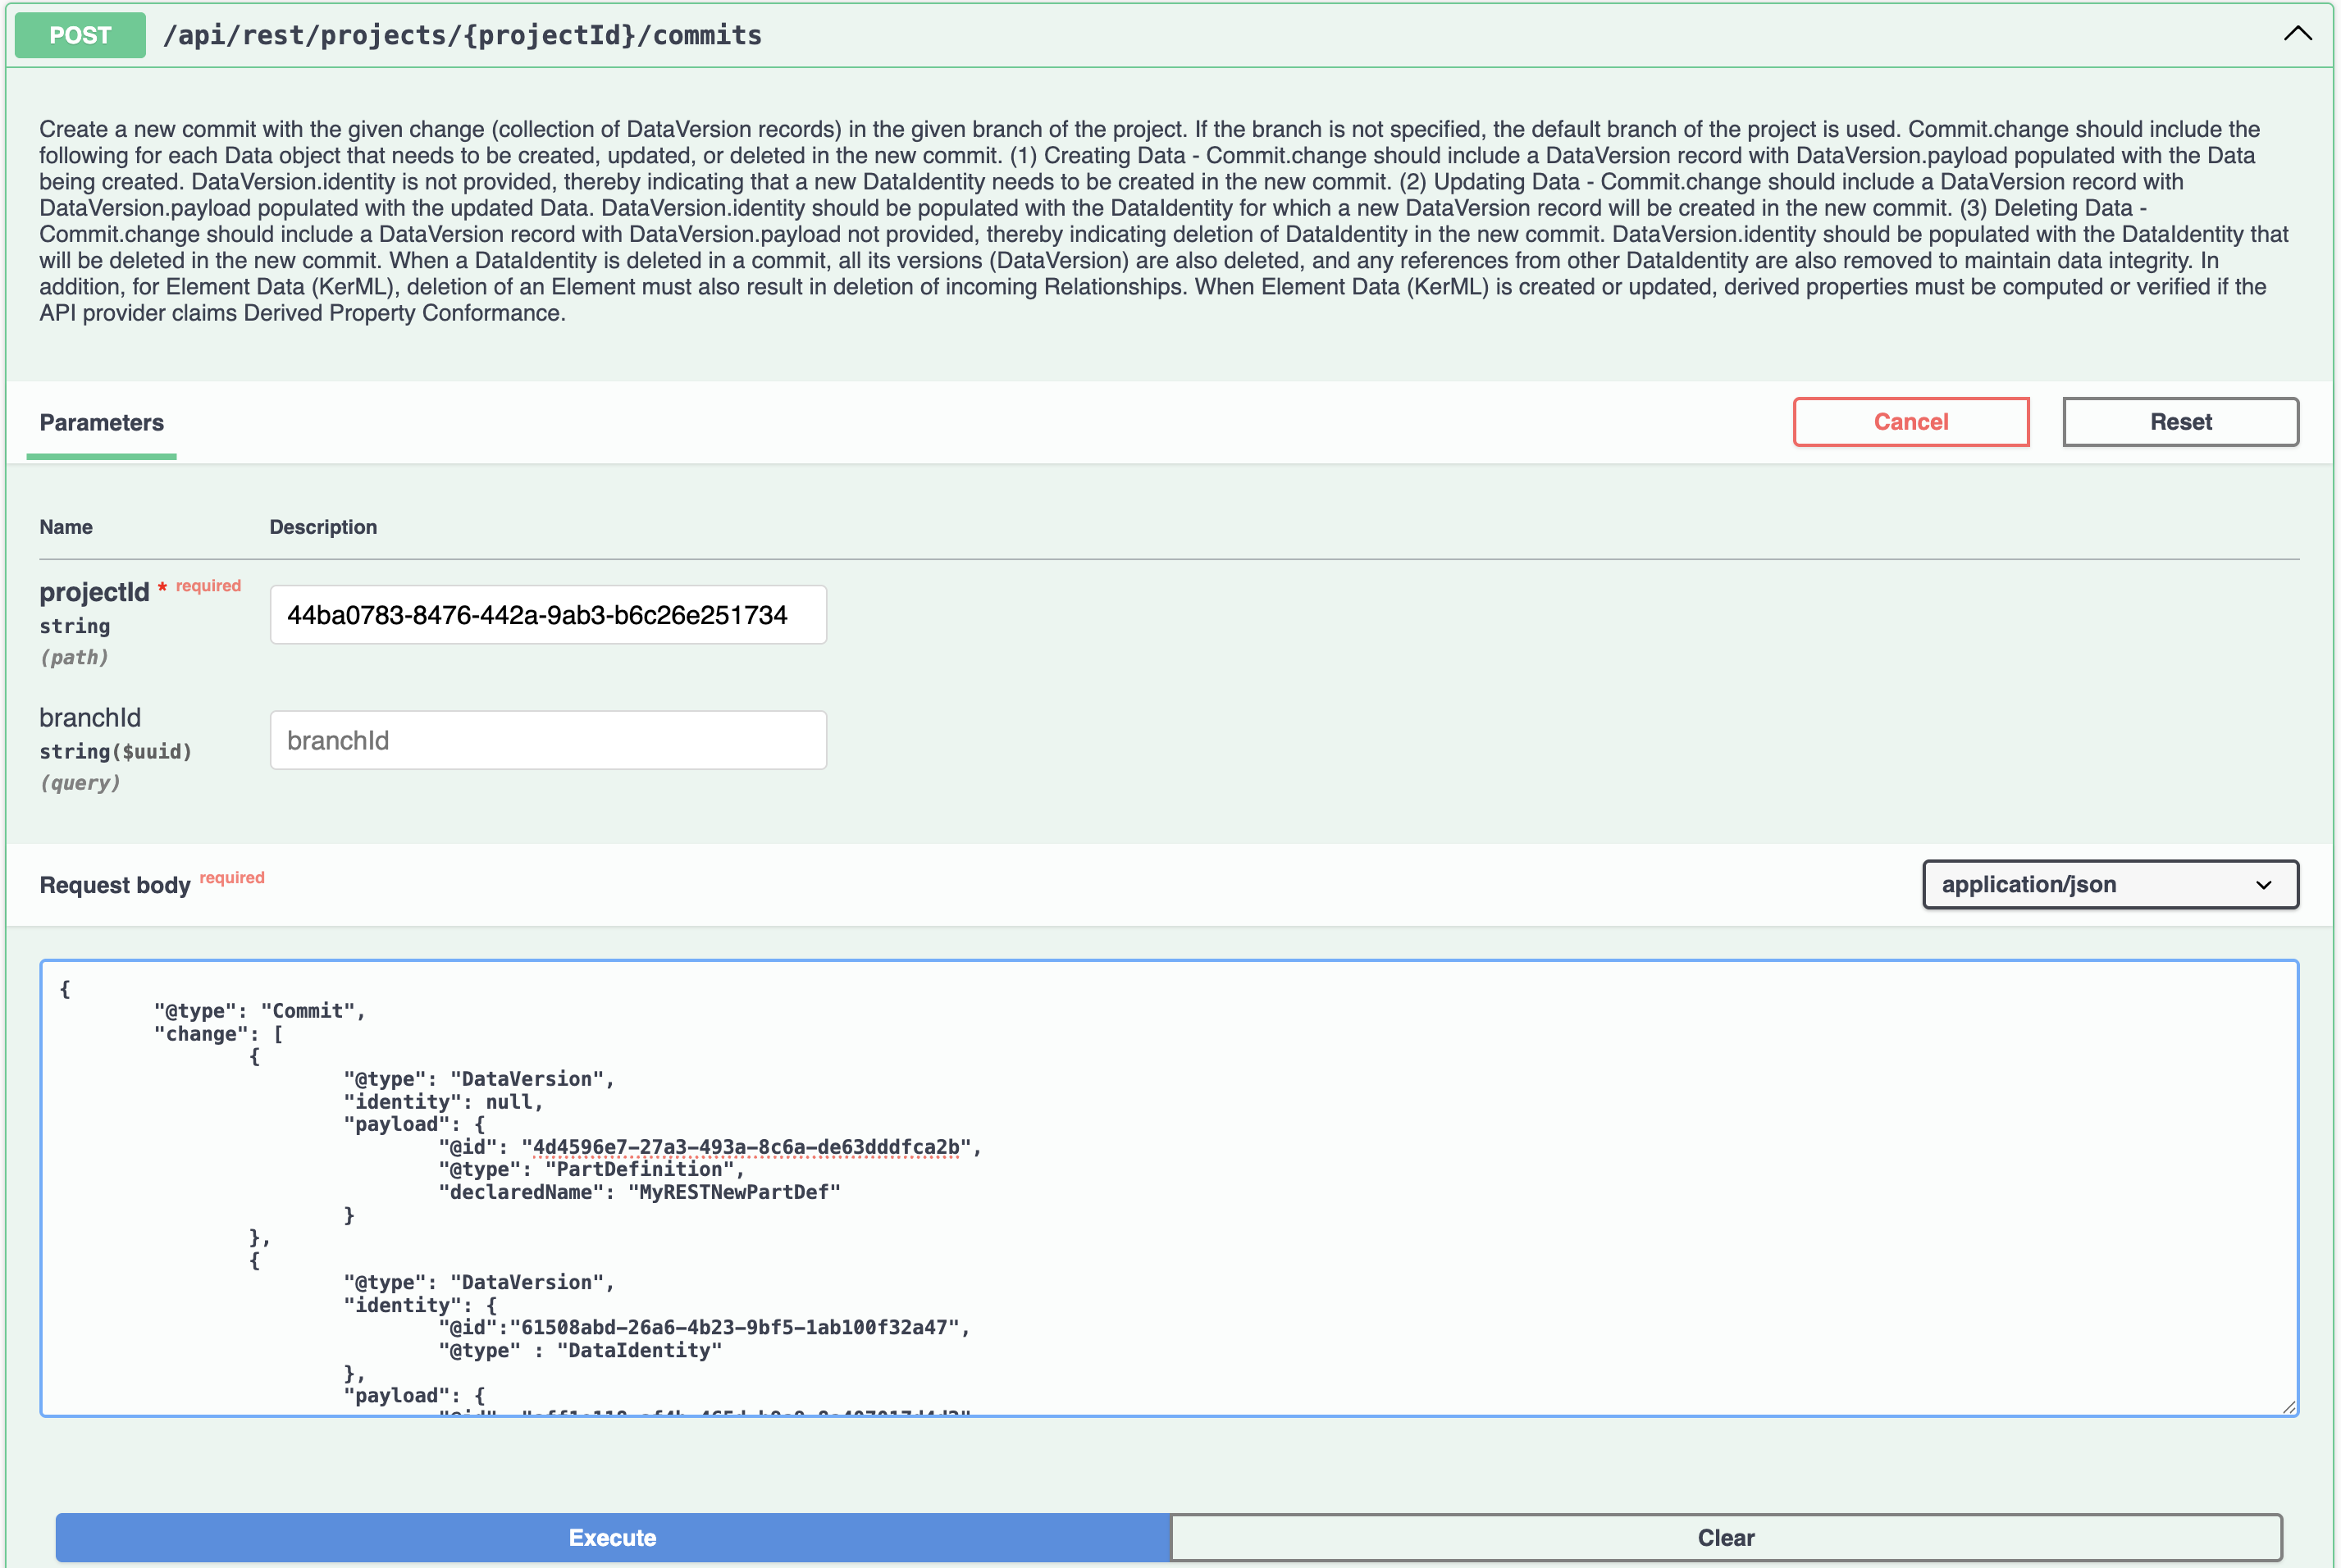 POST /api/rest/projects/{projectId}/commits
Create a new commit with the given change (collection of DataVersion records) in the given branch of the project. If the branch is not specified, the default branch of the project is used. Commit.change should include the
following for each Data object that needs to be created, updated, or deleted in the new commit. (1) Creating Data - Commit.change should include a DataVersion record with DataVersion.payload populated with the Data
being created. DataVersion.identity is not provided, thereby indicating that a new DataIdentity needs to be created in the new commit. (2) Updating Data - Commit.change should include a DataVersion record with
DataVersion.payload populated with the updated Data. DataVersion.identity should be populated with the DataIdentity for which a new DataVersion record will be created in the new commit. (3) Deleting Data -
Commit.change should include a DataVersion record with DataVersion.payload not provided, thereby indicating deletion of DataIdentity in the new commit. DataVersion.identity should be populated with the DataIdentity that
will be deleted in the new commit. When a DataIdentity is deleted in a commit, all its versions (DataVersion) are also deleted, and any references from other DataIdentity are also removed to maintain data integrity. In
addition, for Element Data (KerML), deletion of an Element must also result in deletion of incoming Relationships. When Element Data (KerML) is created or updated, derived properties must be computed or verified if the
API provider claims Derived Property Conformance.
Parameters
Cancel
Reset
Name Description
projectId * required
string
(path)
44ba0783-8476-442a-9ab3-b6c26e251734
branchId
string($uuid)
(query)
branchId
Request body required
application/json
{
"@type": "Commit",
"change": [
{
"@type": "DataVersion",
"identity": null,
"payload": {
"@id": "4d4596e7-27a3-493a-8c6a-de63dddfca2b",
"@type": "PartDefinition",
"declaredName": "MyRESTNewPartDef"
}
},
{
"@type": "DataVersion",
"identity": {
"@id":"61508abd-26a6-4b23-9bf5-1ab100f32a47",
"@type" : "DataIdentity"
},
"payload": {
Execute
Clear